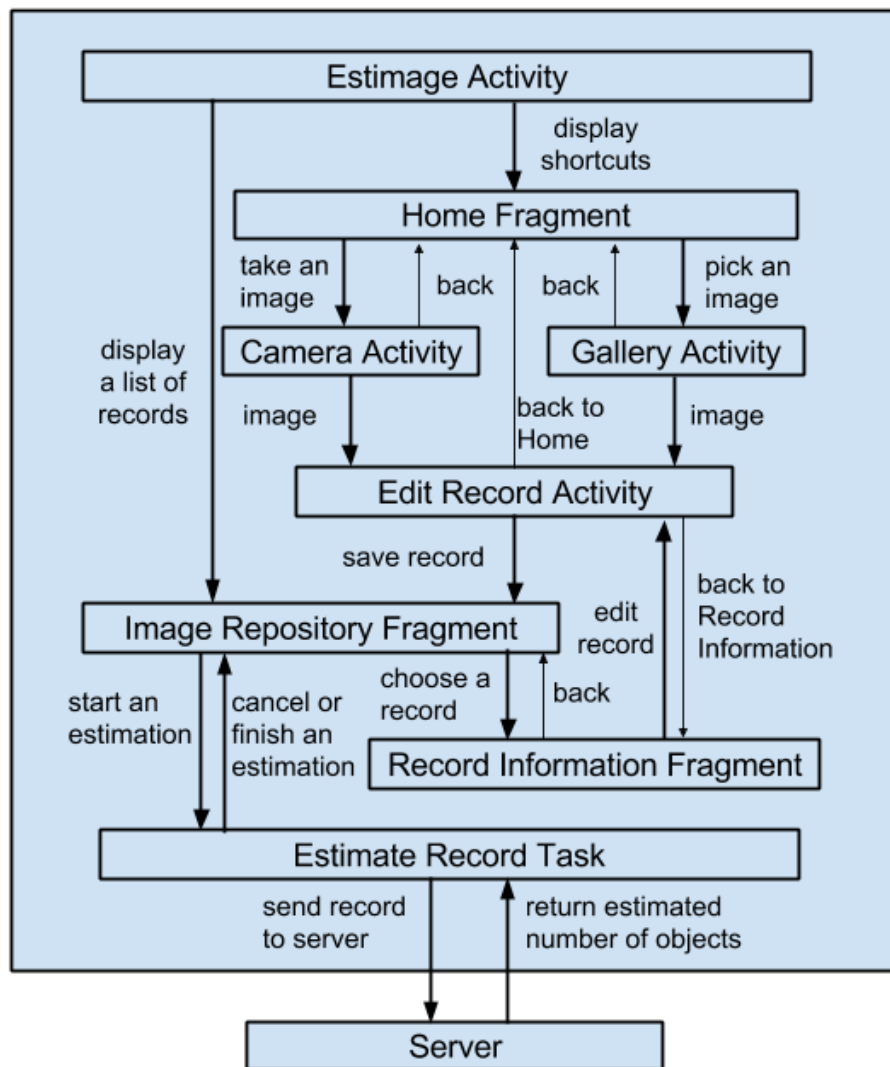 Estimage Activity
display
shortcuts
Home Fragment
take an
image
back
back
pick an
image
Camera Activity
Gallery Activity
display
a list of
records
image
back to
Home
image
Edit Record Activity
save record
edit
record
back to
Record
Information
Image Repository Fragment
start an
estimation
cancel or
finish an
estimation
choose a
record
back
Record Information Fragment
Estimate Record Task
send record
to server
return estimated
number of objects
Server